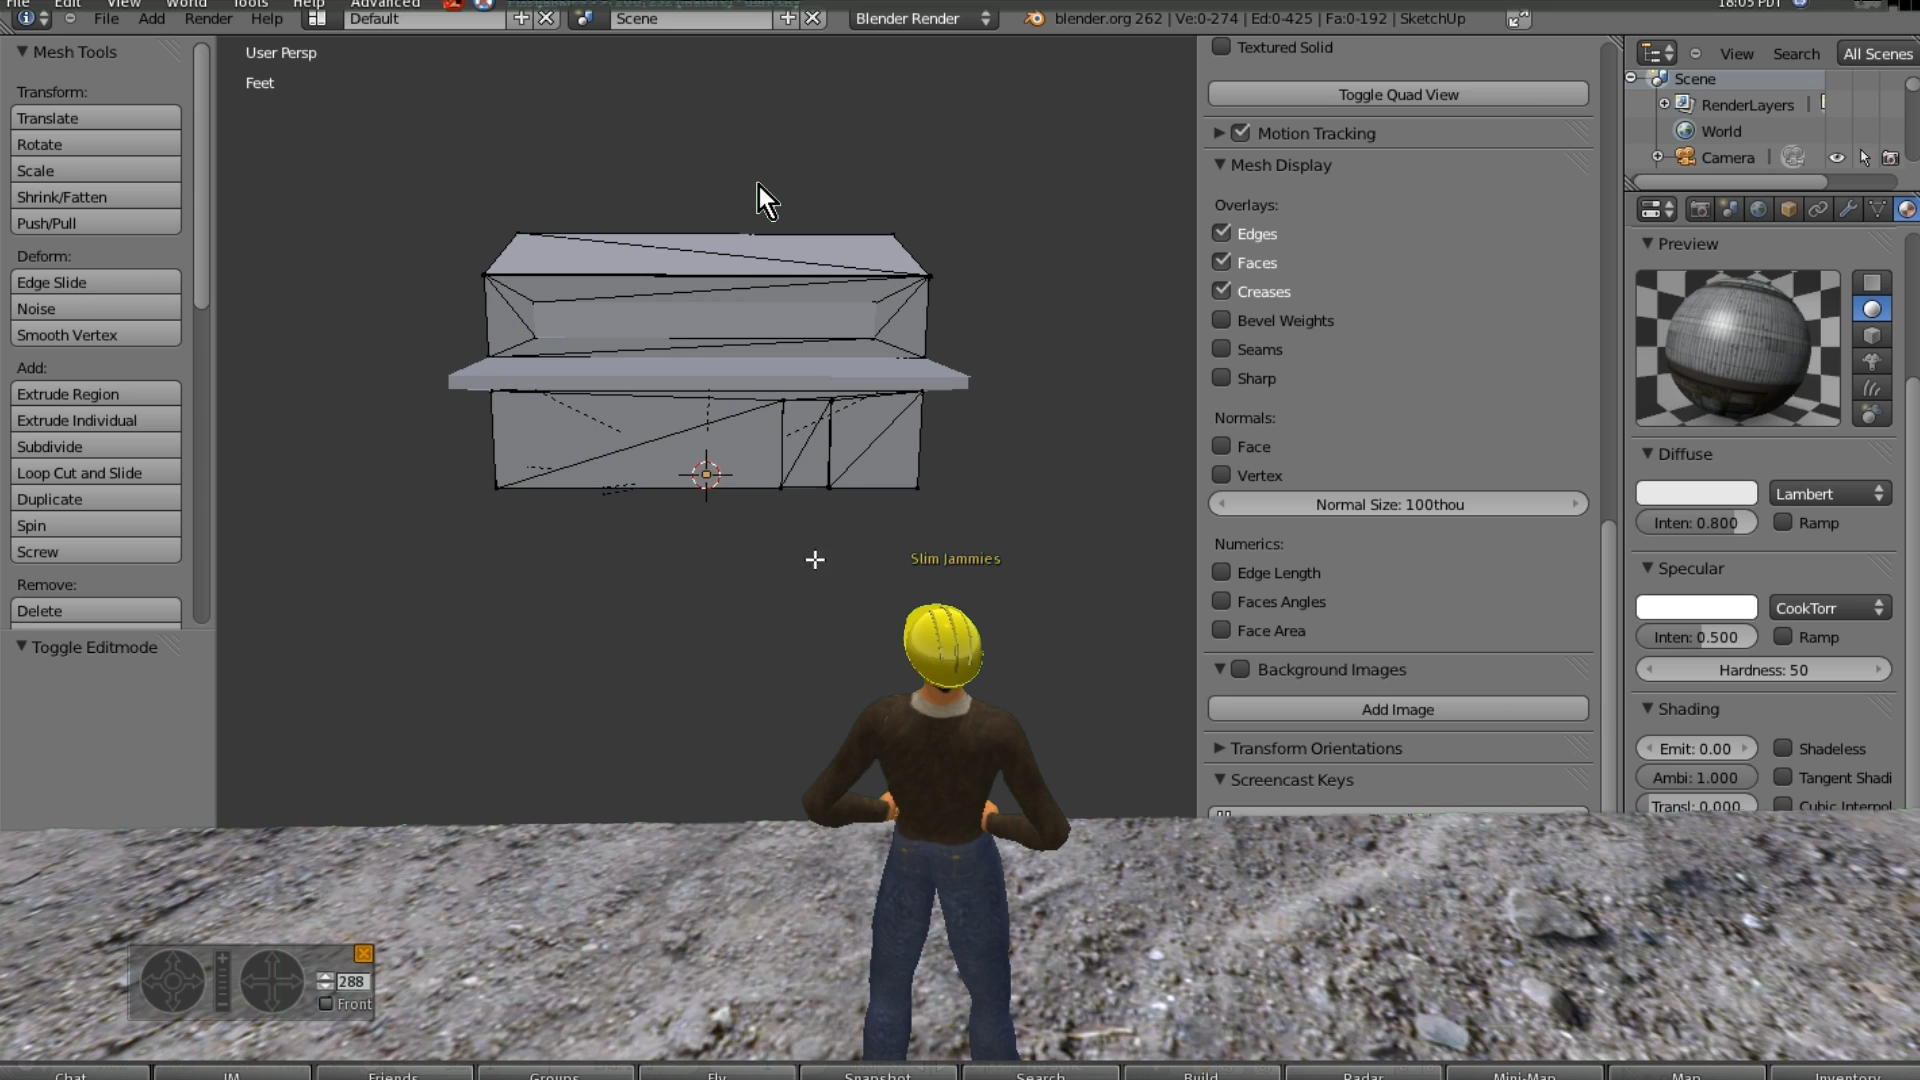 File Edit View World Tools Help Advanced
18:05 PDT
File Add Render Help
Default
Scene
Blender Render
blender.org 262 | Ve:0-274 | Ed:0-425 | Fa:0-192 | SketchUp
Mesh Tools
Transform:
Translate
Rotate
Scale
Shrink/Fatten
Push/Pull
Deform:
Edge Slide
Noise
Smooth Vertex
Add:
Extrude Region
Extrude Individual
Subdivide
Loop Cut and Slide
Duplicate
Spin
Screw
Remove:
Delete
Toggle Editmode
User Persp
Feet
Slim Jammies
288
Front
Textured Solid
Toggle Quad View
Motion Tracking
Mesh Display
Overlays:
Edges
Faces
Creases
Bevel Weights
Seams
Sharp
Normals:
Face
Vertex
Normal Size: 100thou
Numerics:
Edge Length
Faces Angles
Face Area
Background Images
Add Image
Transform Orientations
Screencast Keys
View Search All Scenes
Scene
RenderLayers
World
Camera
Preview
Diffuse
Lambert
Inten: 0.800 Ramp
Specular
CookTorr
Inten: 0.500 Ramp
Hardness: 50
Shading
Emit: 0.00 Shadeless
Ambi: 1.000 Tangent Shadi
Transl: 0.000 Cubic Interpol
Chat IM Friends Groups Fly Snapshot Search Build Radar Mini-Map Map Inventory